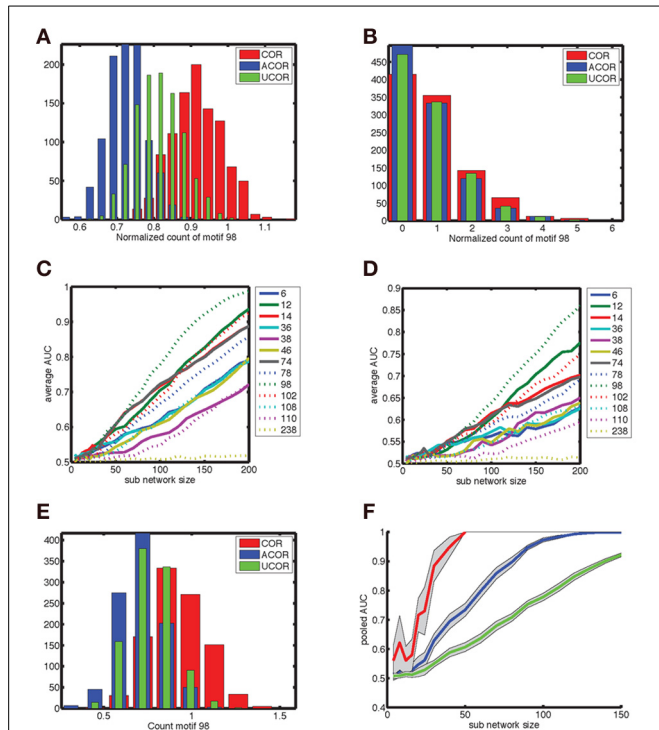 A
COR
ACOR
UCOR
200
150
100
50
0
0.6 0.7 0.8 0.9 1 1.1
Normalized count of motif 98
B
COR
ACOR
UCOR
450
400
350
300
250
200
150
100
50
0
0 1 2 3 4 5 6
Normalized count of motif 98
C
1
0.9
0.8
0.7
0.6
0.5
average AUC
0 50 100 150 200
sub network size
6
12
14
36
38
46
74
78
98
102
108
110
238
D
0.9
0.85
0.8
0.75
0.7
0.65
0.6
0.55
0.5
average AUC
0 50 100 150 200
sub network size
6
12
14
36
38
46
74
78
98
102
108
110
238
E
COR
ACOR
UCOR
400
350
300
250
200
150
100
50
0
0.5 1 1.5
Count motif 98
F
1
0.9
0.8
0.7
0.6
0.5
0.4
pooled AUC
0 50 100 150
sub network size